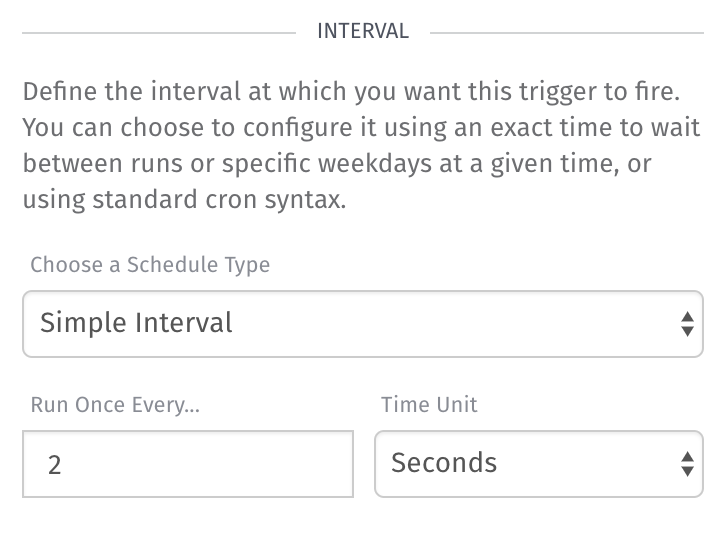 INTERVAL
Define the interval at which you want this trigger to fire.
You can choose to configure it using an exact time to wait
between runs or specific weekdays at a given time, or
using standard cron syntax.
Choose a Schedule Type
Simple Interval
Run Once Every... Time Unit
2 Seconds